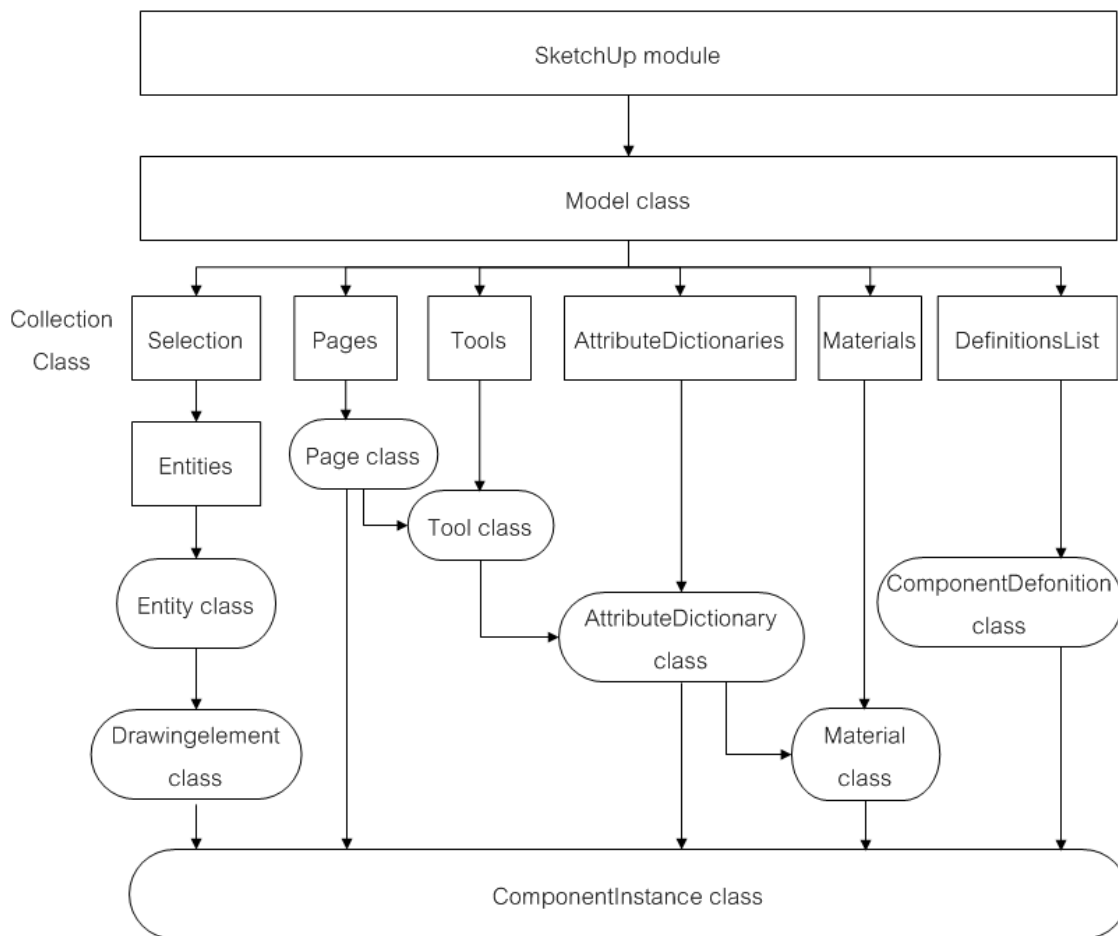 SketchUp module
Model class
Collection
Class
Selection
Pages
Tools
AttributeDictionaries
Materials
DefinitionsList
Entities
Page class
Tool class
Entity class
AttributeDictionary
class
ComponentDefonition
class
Drawingelement
class
Material
class
ComponentInstance class